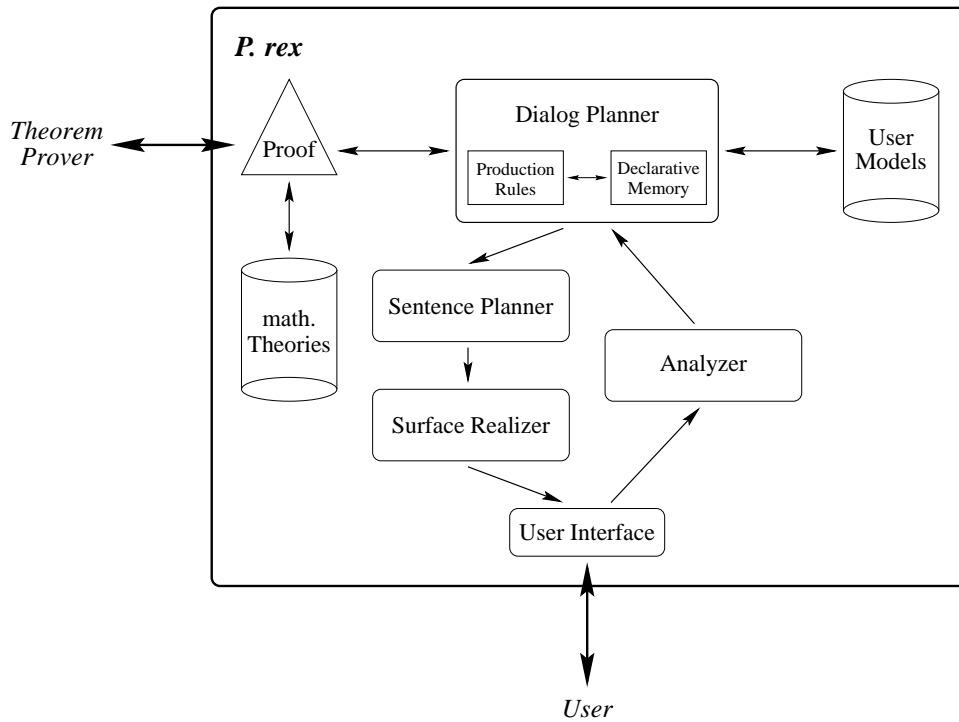 P. rex
Theorem
Prover
Proof
Dialog Planner
Production
Rules
Declarative
Memory
User
Models
math.
Theories
Sentence Planner
Analyzer
Surface Realizer
User Interface
User